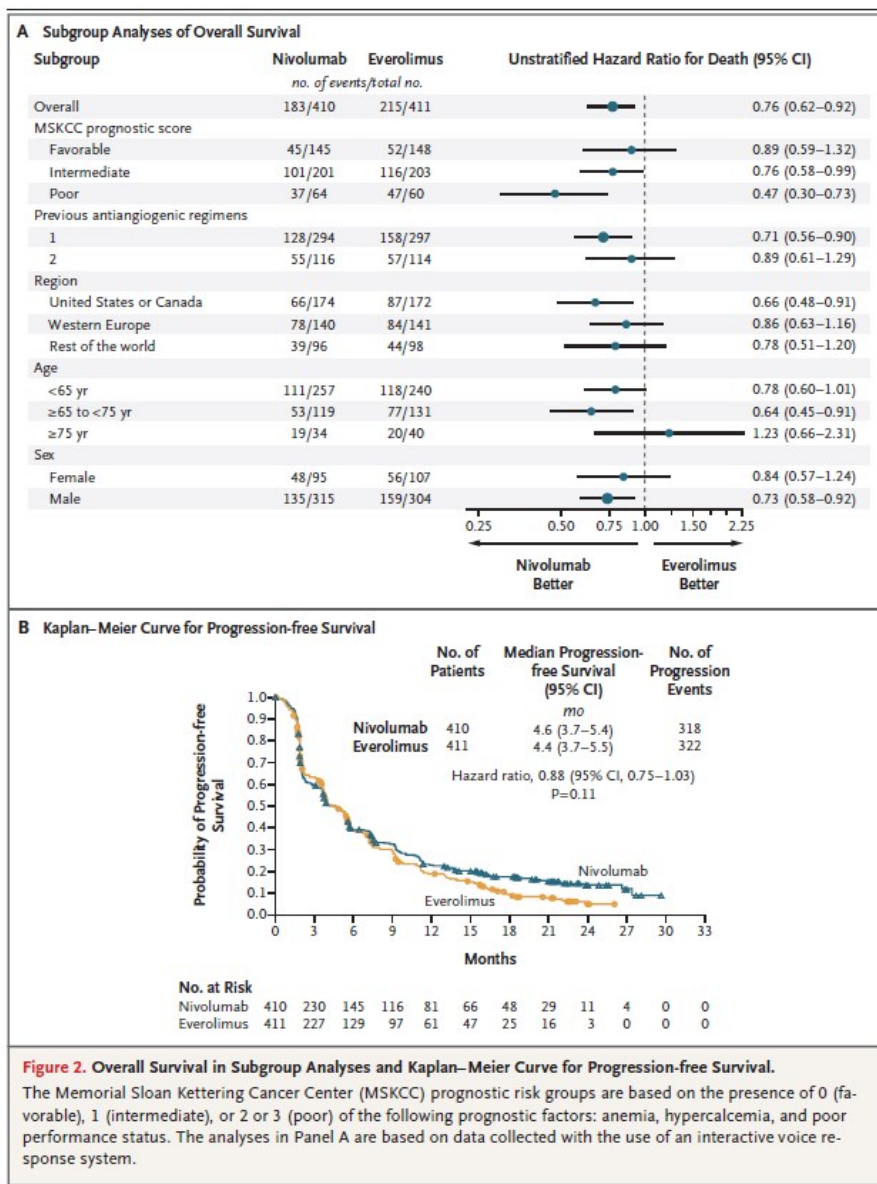 A Subgroup Analyses of Overall Survival
Subgroup Nivolumab Everolimus Unstratified Hazard Ratio for Death (95% CI)
no. of events/total no.
Overall 183/410 215/411 0.76 (0.62–0.92)
MSKCC prognostic score
Favorable 45/145 52/148 0.89 (0.59–1.32)
Intermediate 101/201 116/203 0.76 (0.58–0.99)
Poor 37/64 47/60 0.47 (0.30–0.73)
Previous antiangiogenic regimens
1 128/294 158/297 0.71 (0.56–0.90)
2 55/116 57/114 0.89 (0.61–1.29)
Region
United States or Canada 66/174 87/172 0.66 (0.48–0.91)
Western Europe 78/140 84/141 0.86 (0.63–1.16)
Rest of the world 39/96 44/98 0.78 (0.51–1.20)
Age
<65 yr 111/257 118/240 0.78 (0.60–1.01)
≥65 to <75 yr 53/119 77/131 0.64 (0.45–0.91)
≥75 yr 19/34 20/40 1.23 (0.66–2.31)
Sex
Female 48/95 56/107 0.84 (0.57–1.24)
Male 135/315 159/304 0.73 (0.58–0.92)
0.25 0.50 0.75 1.00 1.50 2.25
Nivolumab Everolimus
Better Better
B Kaplan–Meier Curve for Progression-free Survival
No. of Median Progression- No. of
Patients free Survival Progression
(95% CI) Events
mo
Nivolumab 410 4.6 (3.7–5.4) 318
Everolimus 411 4.4 (3.7–5.5) 322
Hazard ratio, 0.88 (95% CI, 0.75–1.03)
P=0.11
Probability of Progression-free
Survival
1.0
0.9
0.8
0.7
0.6
0.5
0.4
0.3
0.2
0.1
0.0
Nivolumab
Everolimus
0 3 6 9 12 15 18 21 24 27 30 33
Months
No. at Risk
Nivolumab 410 230 145 116 81 66 48 29 11 4 0 0
Everolimus 411 227 129 97 61 47 25 16 3 0 0 0
Figure 2. Overall Survival in Subgroup Analyses and Kaplan–Meier Curve for Progression-free Survival.
The Memorial Sloan Kettering Cancer Center (MSKCC) prognostic risk groups are based on the presence of 0 (fa-
vorable), 1 (intermediate), or 2 or 3 (poor) of the following prognostic factors: anemia, hypercalcemia, and poor
performance status. The analyses in Panel A are based on data collected with the use of an interactive voice re-
sponse system.